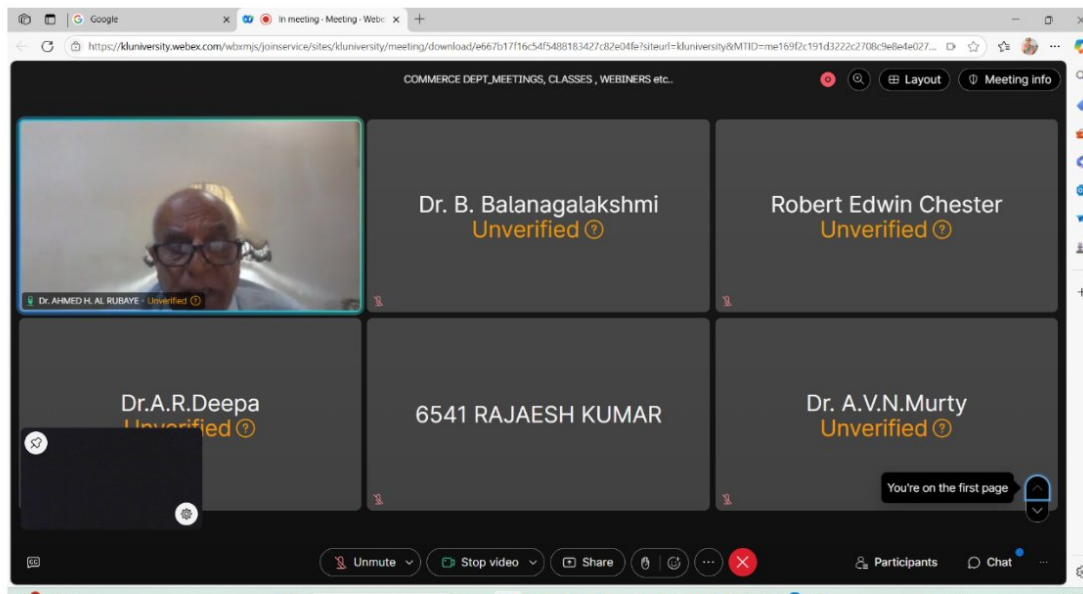 Google
In meeting - Meeting - Webe
https://kluniversity.webex.com/wbxmjs/joinservice/sites/kluniversity/meeting/download/e667b17f16c54f5488183427c82e04fe?siteurl=kluniversity&MTID=me169f2c191d3222c2708c9e8e4e027...
COMMERCE DEPT_MEETINGS, CLASSES , WEBINERS etc..
Layout
Meeting info
Dr. AHMED H. AL RUBAYE - Unverified
Dr. B. Balanagalakshmi
Unverified
Robert Edwin Chester
Unverified
Dr.A.R.Deepa
Unverified
6541 RAJAESH KUMAR
Dr. A.V.N.Murty
Unverified
You're on the first page
CC
Unmute
Stop video
Share
Participants
Chat